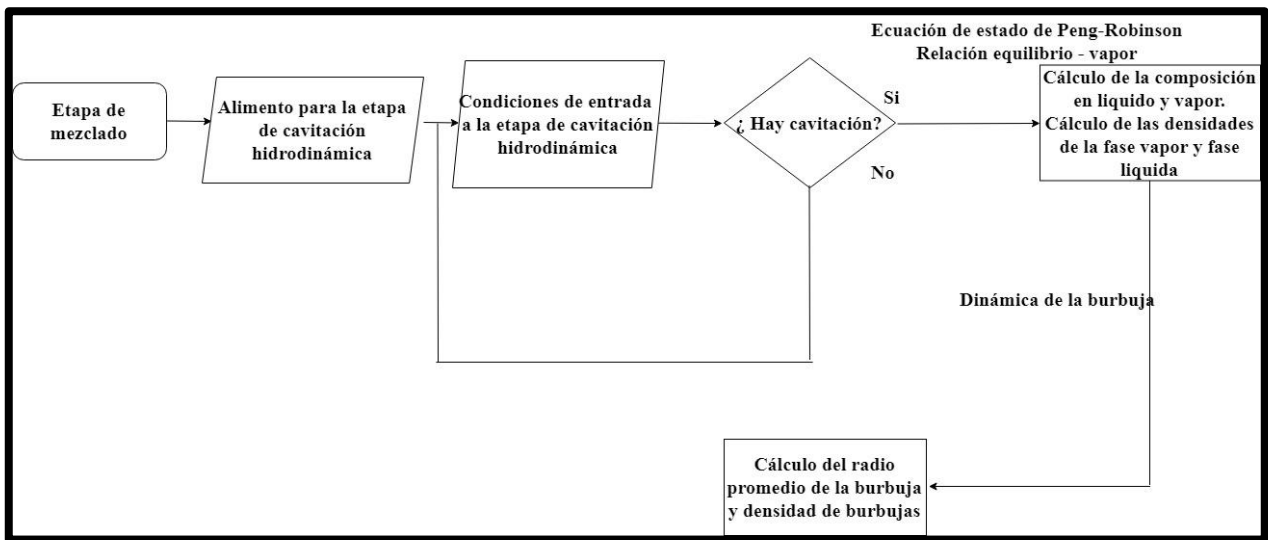 Etapa de
mezclado
Alimento para la etapa
de cavitación
hidrodinámica
Condiciones de entrada
a la etapa de cavitación
hidrodinámica
¿ Hay cavitación?
Si
No
Ecuación de estado de Peng-Robinson
Relación equilibrio - vapor
Cálculo de la composición
en liquido y vapor.
Cálculo de las densidades
de la fase vapor y fase
liquida
Dinámica de la burbuja
Cálculo del radio
promedio de la burbuja
y densidad de burbujas